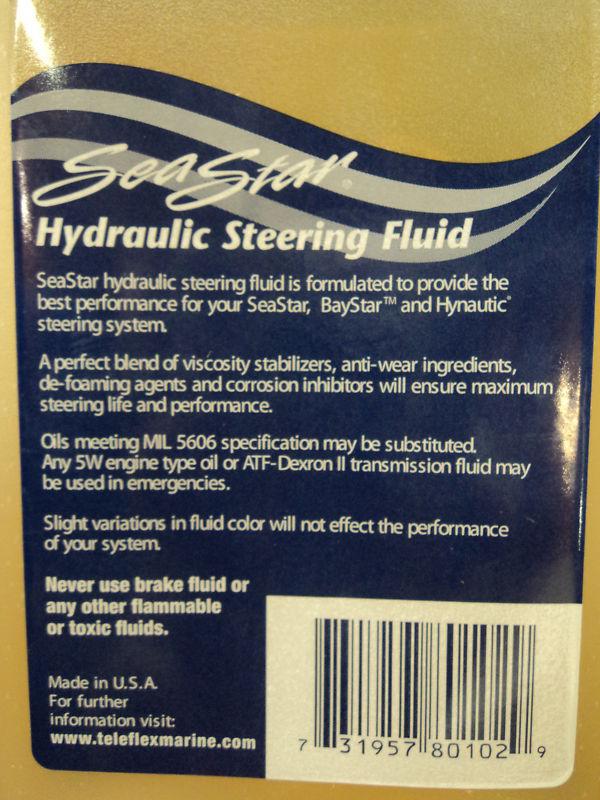 SeaStar®
Hydraulic Steering Fluid
SeaStar hydraulic steering fluid is formulated to provide the
best performance for your SeaStar, BayStar™ and Hynautic®
steering system.
A perfect blend of viscosity stabilizers, anti-wear ingredients,
de-foaming agents and corrosion inhibitors will ensure maximum
steering life and performance.
Oils meeting MIL 5606 specification may be substituted.
Any 5W engine type oil or ATF-Dexron II transmission fluid may
be used in emergencies.
Slight variations in fluid color will not effect the performance
of your system.
Never use brake fluid or
any other flammable
or toxic fluids.
Made in U.S.A.
For further
information visit:
www.teleflexmarine.com
7 31957 80102 9